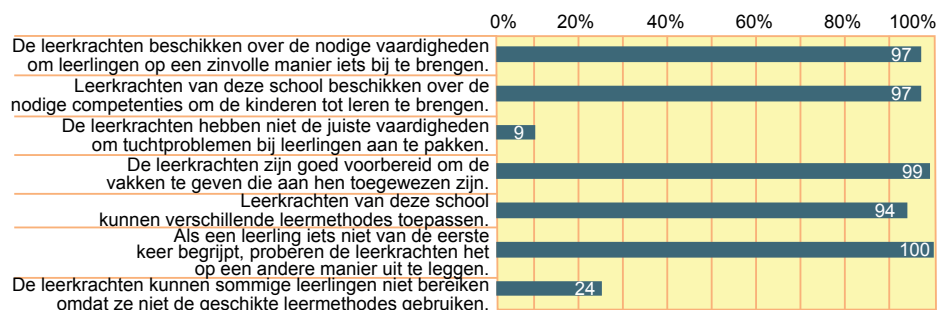 0% 20% 40% 60% 80% 100%
De leerkrachten beschikken over de nodige vaardigheden
om leerlingen op een zinvolle manier iets bij te brengen.
97
Leerkrachten van deze school beschikken over de
nodige competenties om de kinderen tot leren te brengen.
97
De leerkrachten hebben niet de juiste vaardigheden
om tuchtproblemen bij leerlingen aan te pakken.
9
De leerkrachten zijn goed voorbereid om de
vakken te geven die aan hen toegewezen zijn.
99
Leerkrachten van deze school
kunnen verschillende leermethodes toepassen.
94
Als een leerling iets niet van de eerste
keer begrijpt, proberen de leerkrachten het
op een andere manier uit te leggen.
100
De leerkrachten kunnen sommige leerlingen niet bereiken
omdat ze niet de geschikte leermethodes gebruiken.
24